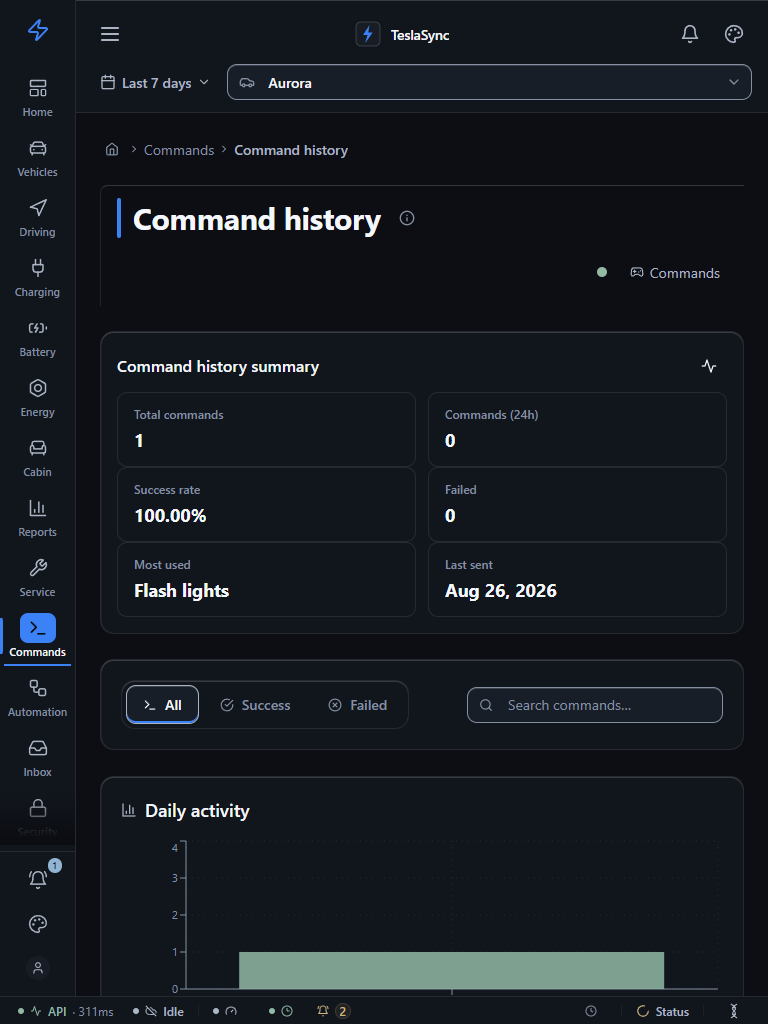 TeslaSync
Last 7 days
Aurora
Home
Vehicles
Driving
Charging
Battery
Energy
Cabin
Reports
Service
Commands
Automation
Inbox
Security
1
Commands
Command history
Command history
Commands
Command history summary
Total commands
1
Commands (24h)
0
Success rate
100.00%
Failed
0
Most used
Flash lights
Last sent
Aug 26, 2026
All
Success
Failed
Search commands...
Daily activity
4
3
2
1
0
API · 311ms
Idle
2
Status